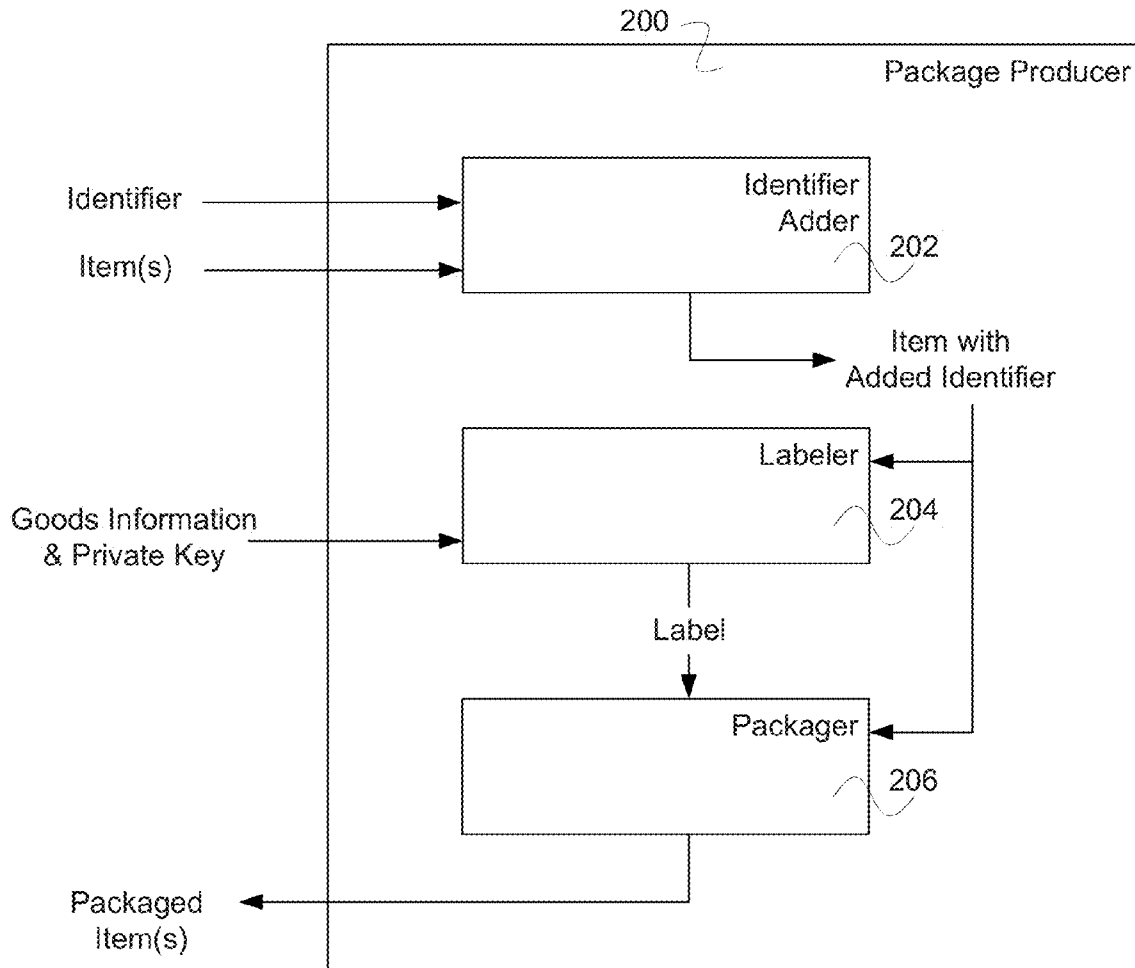 200
Package Producer
Identifier
Identifier
Adder
202
Item(s)
Item with
Added Identifier
Labeler
204
Goods Information
& Private Key
Label
Packager
206
Packaged
Item(s)